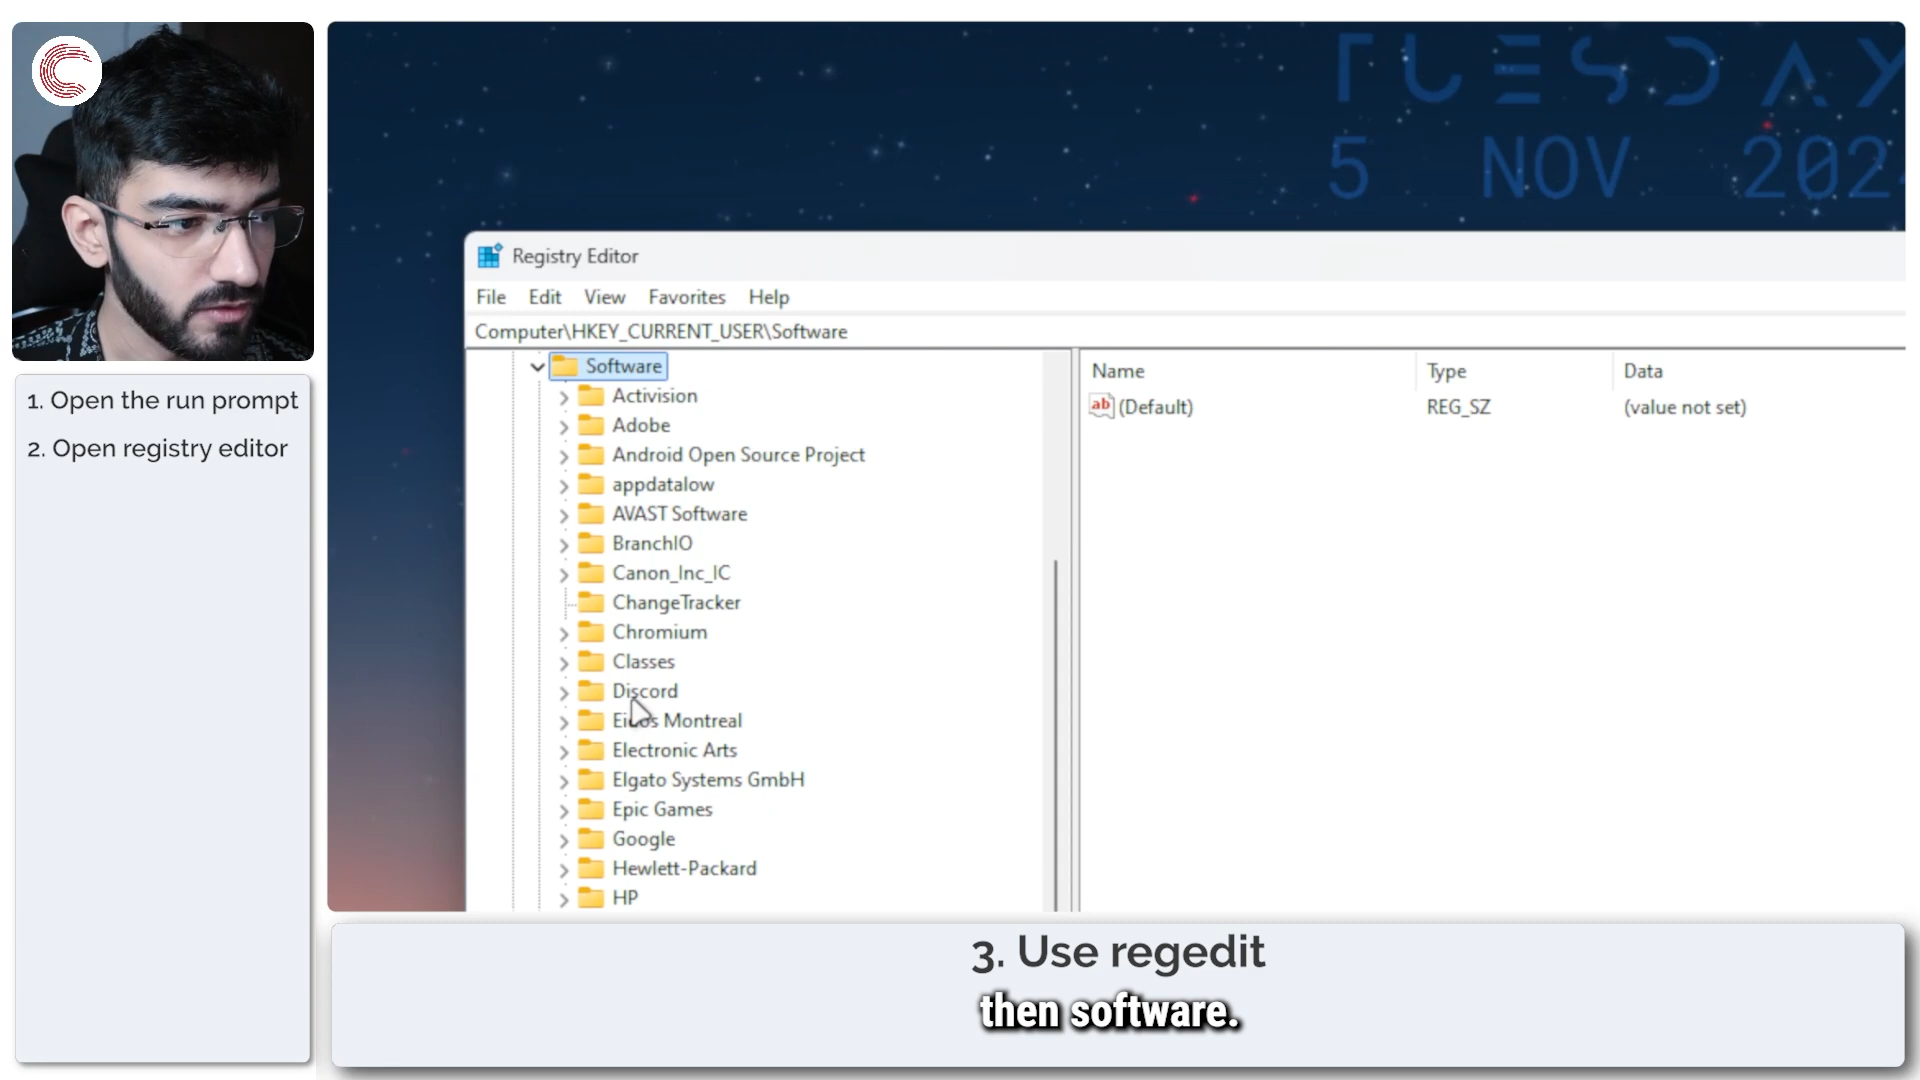 TUESDAY
5 NOV 202
Registry Editor
File Edit View Favorites Help
Computer\HKEY_CURRENT_USER\Software
Software
Activision
Adobe
Android Open Source Project
appdatalow
AVAST Software
BranchIO
Canon_Inc_IC
ChangeTracker
Chromium
Classes
Discord
Eidos Montreal
Electronic Arts
Elgato Systems GmbH
Epic Games
Google
Hewlett-Packard
HP
Name Type Data
ab (Default) REG_SZ (value not set)
1. Open the run prompt
2. Open registry editor
3. Use regedit
then software.